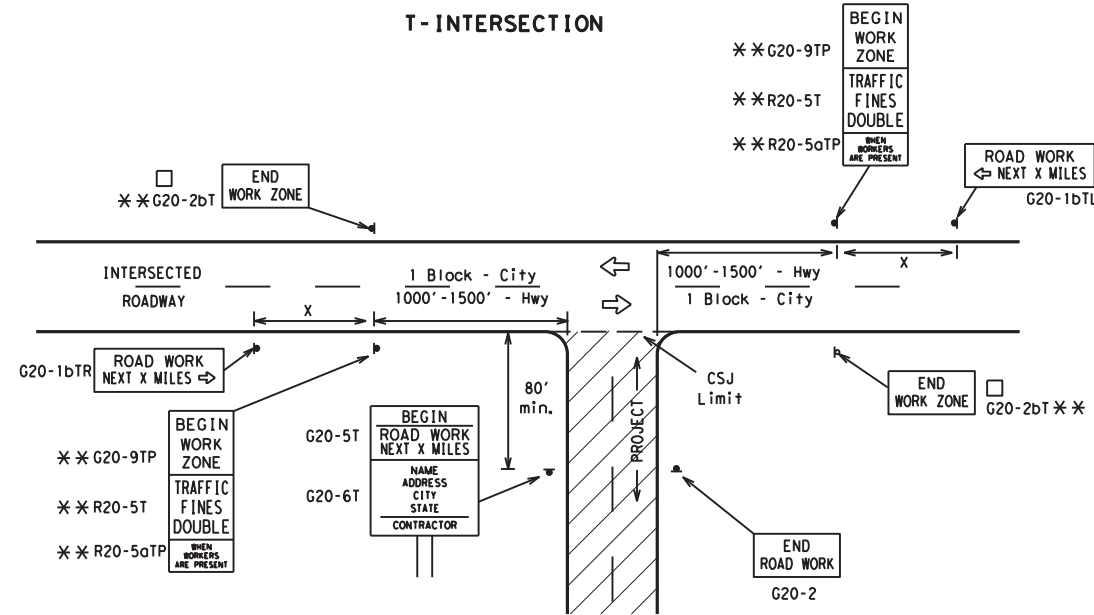 T-INTERSECTION
BEGIN
WORK
ZONE
TRAFFIC
FINES
DOUBLE
WHEN
WORKERS
ARE PRESENT
**G20-9TP
**R20-5T
**R20-5aTP
ROAD WORK
⇦ NEXT X MILES
G20-1bTL
□
**G20-2bT
END
WORK ZONE
INTERSECTED
ROADWAY
1 Block - City
1000'-1500' - Hwy
X
1000'-1500' - Hwy
1 Block - City
X
G20-1bTR
ROAD WORK
NEXT X MILES ⇨
80'
min.
CSJ
Limit
PROJECT
END
WORK ZONE
□
G20-2bT **
**G20-9TP
**R20-5T
**R20-5aTP
BEGIN
WORK
ZONE
TRAFFIC
FINES
DOUBLE
WHEN
WORKERS
ARE PRESENT
G20-5T
G20-6T
BEGIN
ROAD WORK
NEXT X MILES
NAME
ADDRESS
CITY
STATE
CONTRACTOR
END
ROAD WORK
G20-2